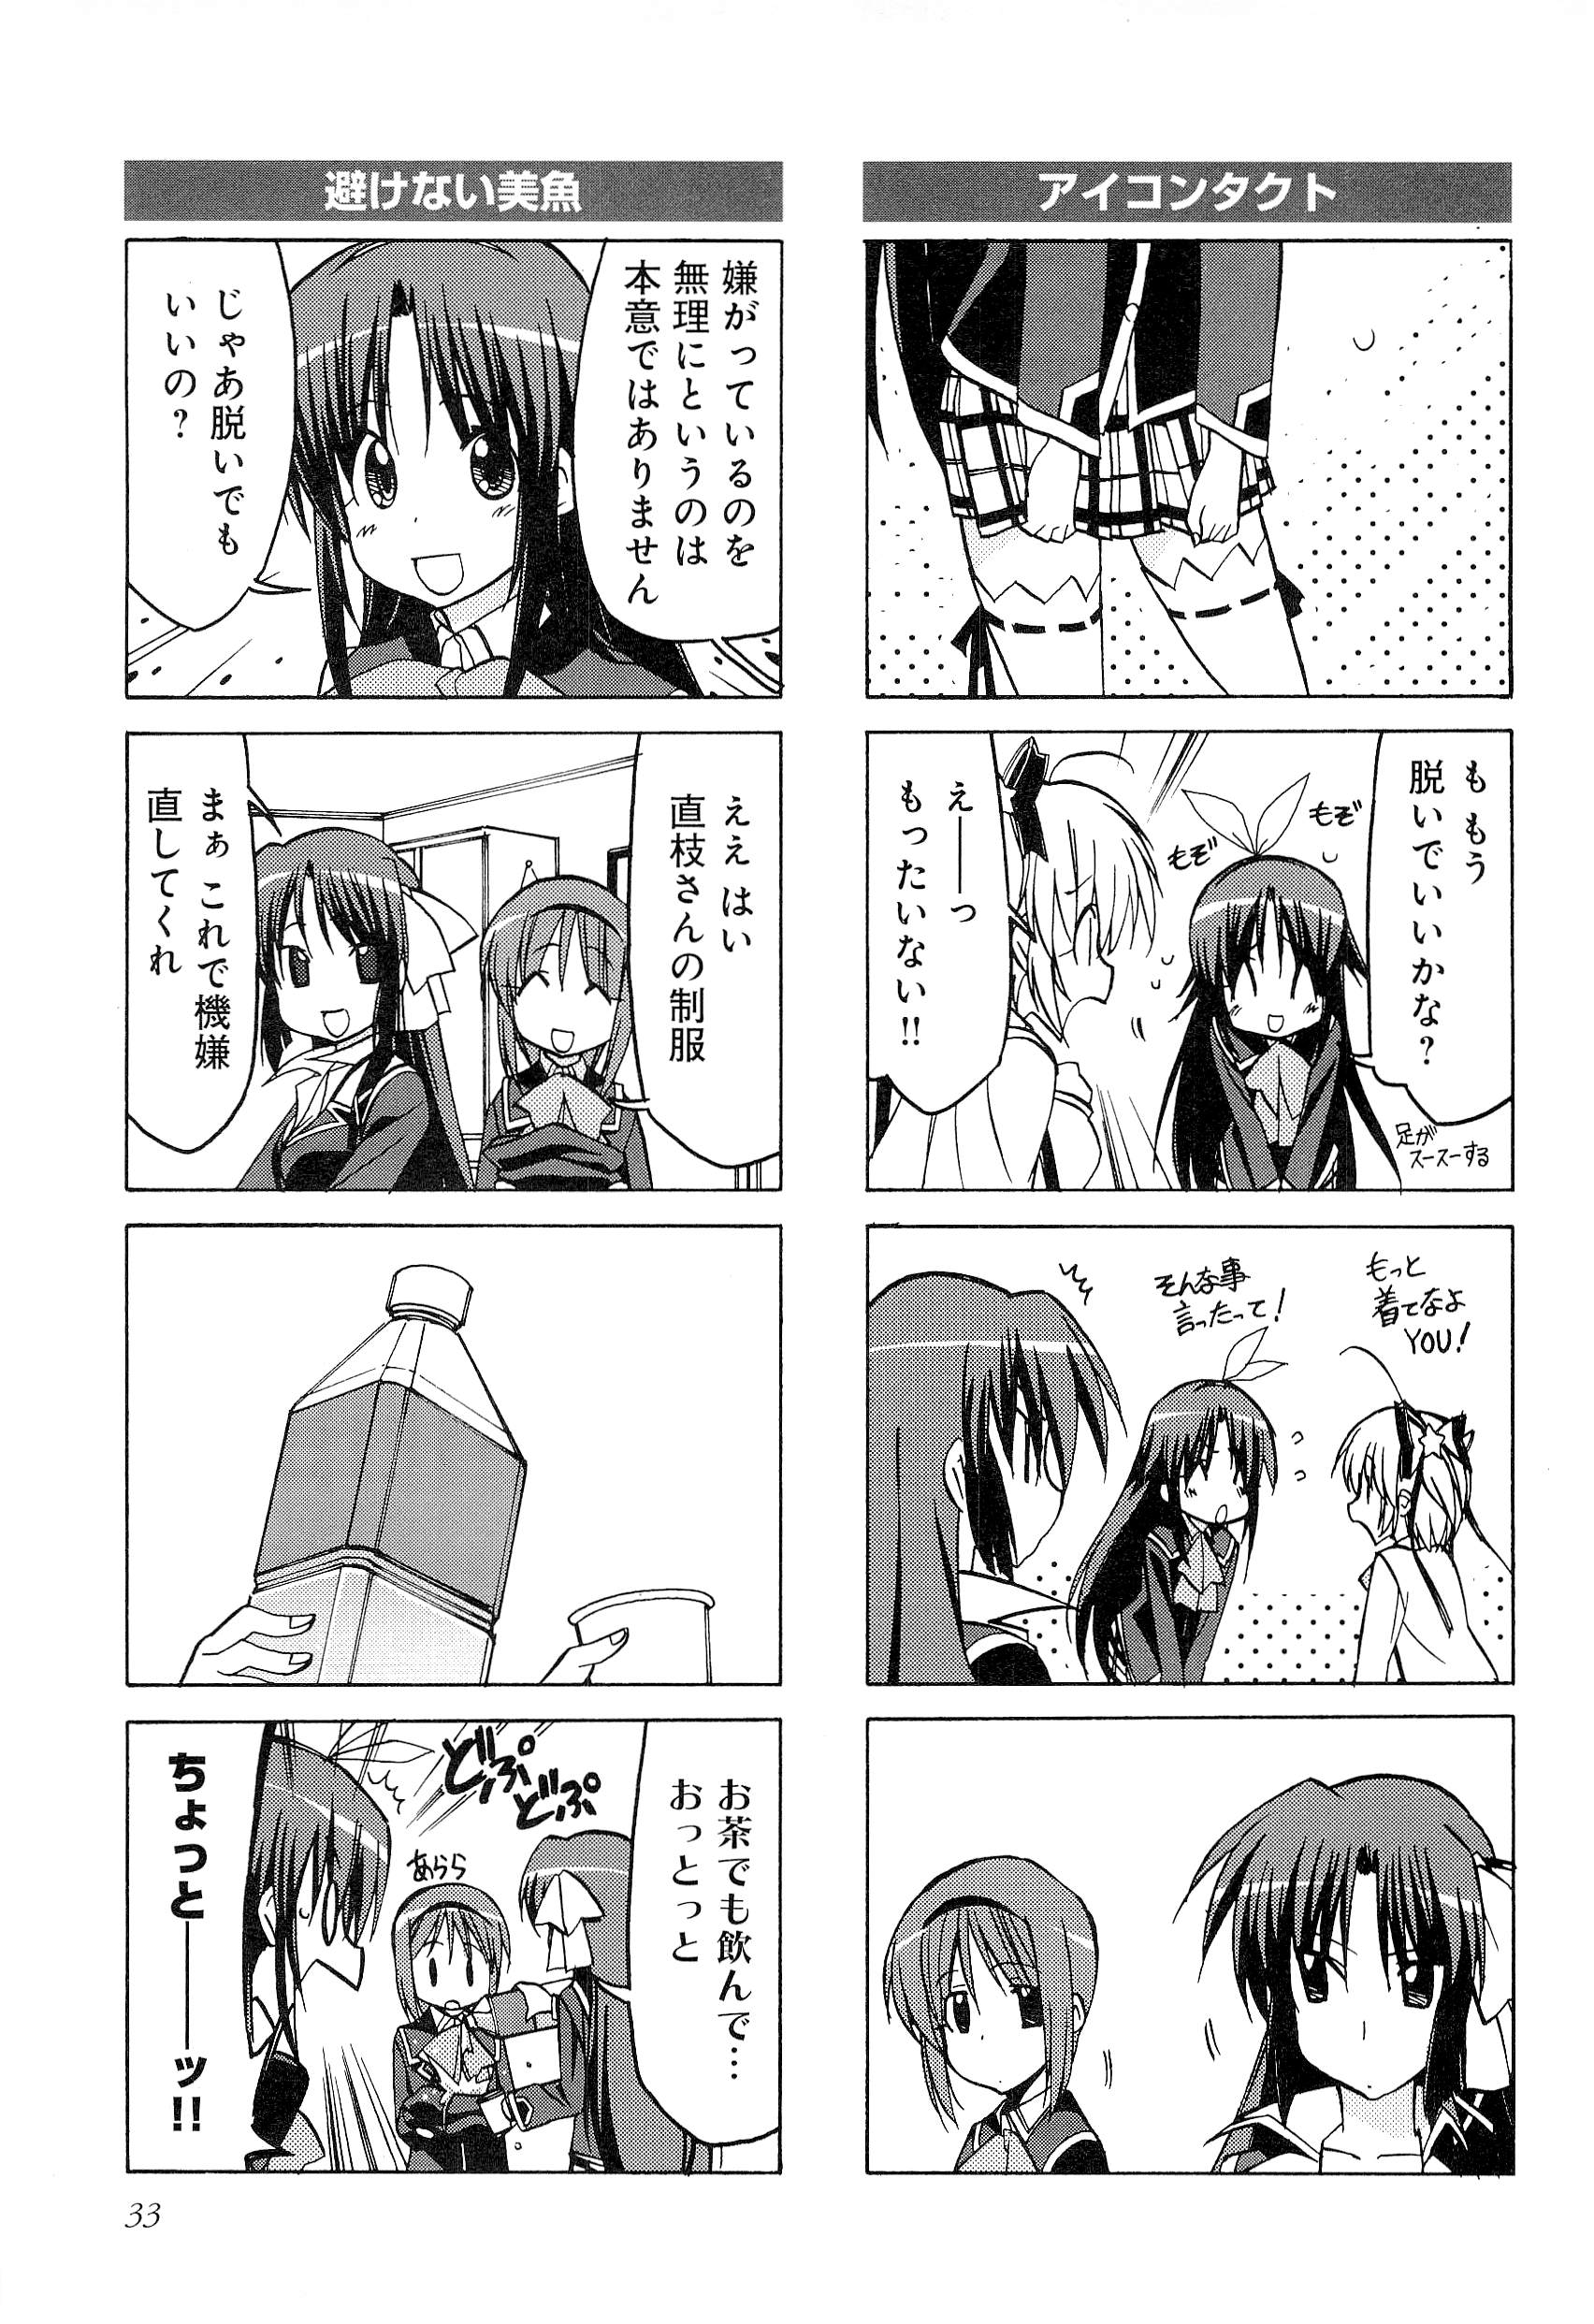 アイコンタクト
も もう
脱いでいいかな?
もぞ
もぞ
足が
スースーする
えーっ
もったいない!!
もっと
着てなよ
YOU!
そんな事
言ったって!
避けない美魚
嫌がっているのを
無理にというのは
本意ではありません
じゃあ脱いでも
いいの?
ええ はい
直枝さんの制服
まぁ これで機嫌
直してくれ
お茶でも飲んで…
おっとっと
どぷ
どぷ
あらら
ちょっと――ッ!!
33